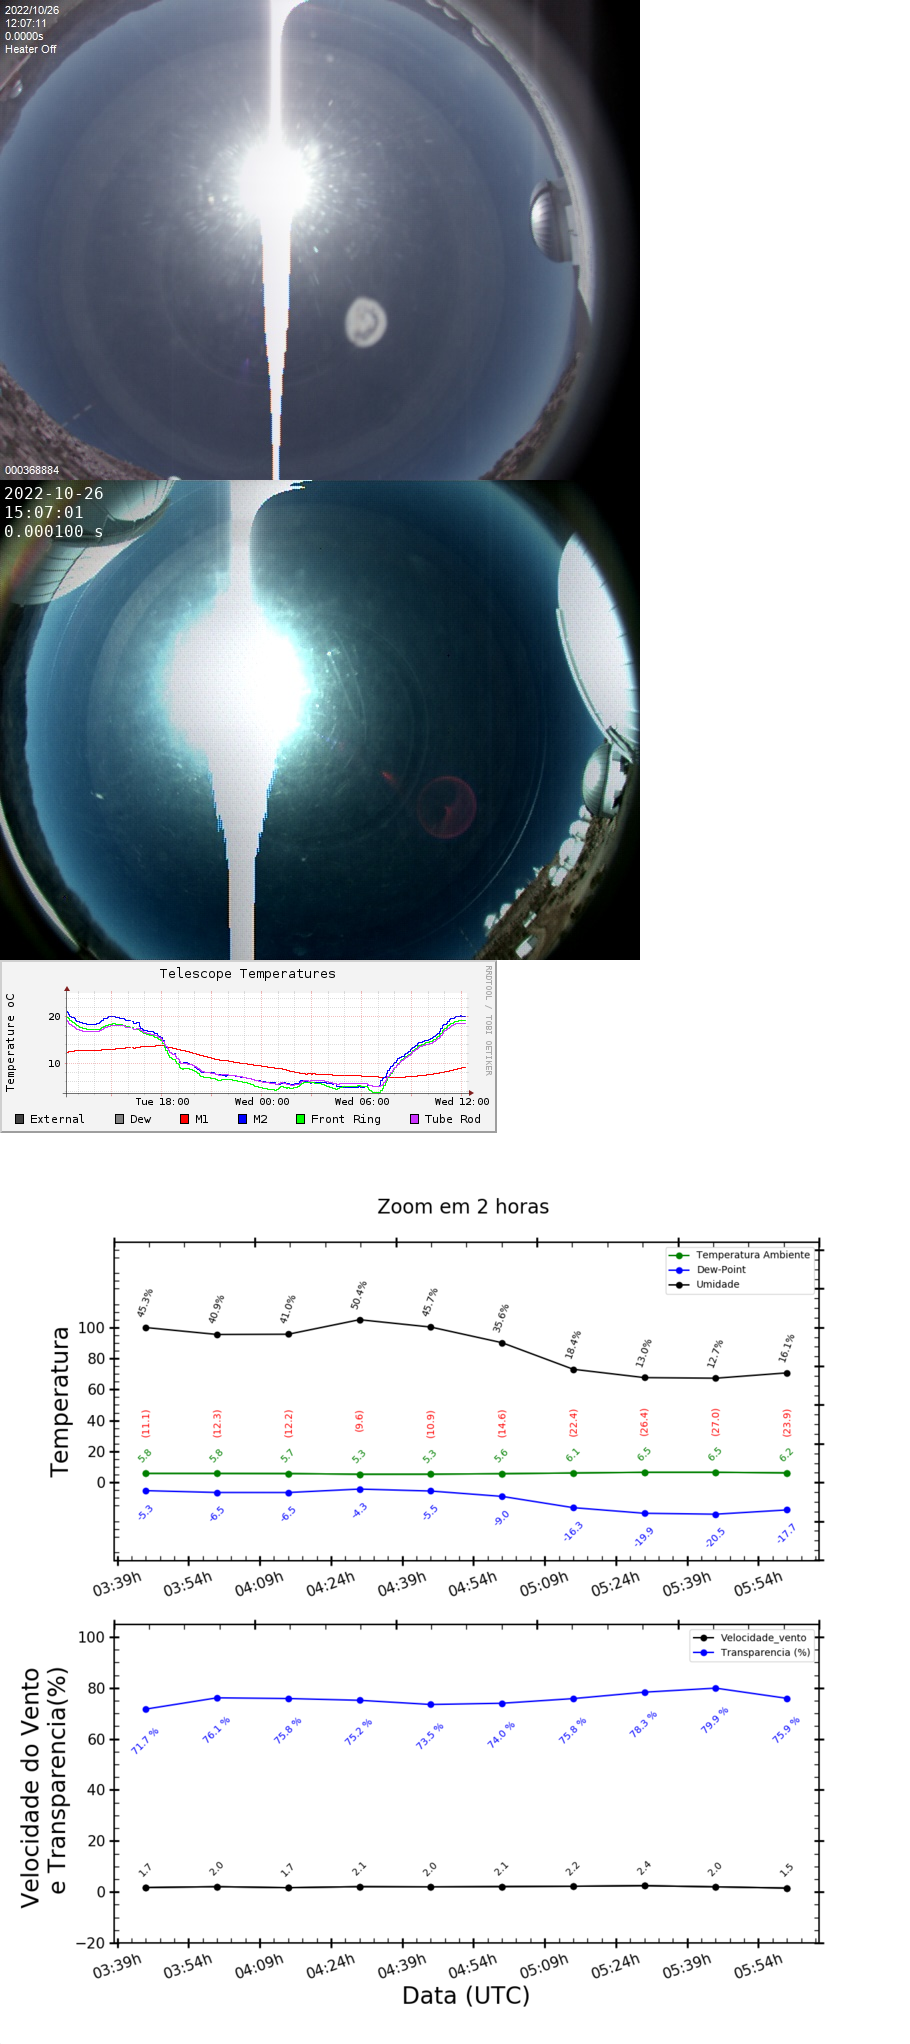 2022/10/26
12:07:11
0.0000s
Heater Off
000368884
2022-10-26
15:07:01
0.000100 s
Telescope Temperatures
RRDTOOL / TOBI OETIKER
Temperature oC
20
10
Tue 18:00 Wed 00:00 Wed 06:00 Wed 12:00
External Dew M1 M2 Front Ring Tube Rod
Zoom em 2 horas
Temperatura Ambiente
Dew-Point
Umidade
Temperatura
100
80
60
40
20
0
45.3% 40.9% 41.0% 50.4% 45.7% 35.6% 18.4% 13.0% 12.7% 16.1%
(11.1) (12.3) (12.2) (9.6) (10.9) (14.6) (22.4) (26.4) (27.0) (23.9)
5.8 5.8 5.7 5.3 5.3 5.6 6.1 6.5 6.5 6.2
-5.3 -6.5 -6.5 -4.3 -5.5 -9.0 -16.3 -19.9 -20.5 -17.7
03:39h 03:54h 04:09h 04:24h 04:39h 04:54h 05:09h 05:24h 05:39h 05:54h
Velocidade_vento
Transparencia (%)
Velocidade do Vento
e Transparencia(%)
100
80
60
40
20
0
−20
71.7 % 76.1 % 75.8 % 75.2 % 73.5 % 74.0 % 75.8 % 78.3 % 79.9 % 75.9 %
1.7 2.0 1.7 2.1 2.0 2.1 2.2 2.4 2.0 1.5
03:39h 03:54h 04:09h 04:24h 04:39h 04:54h 05:09h 05:24h 05:39h 05:54h
Data (UTC)